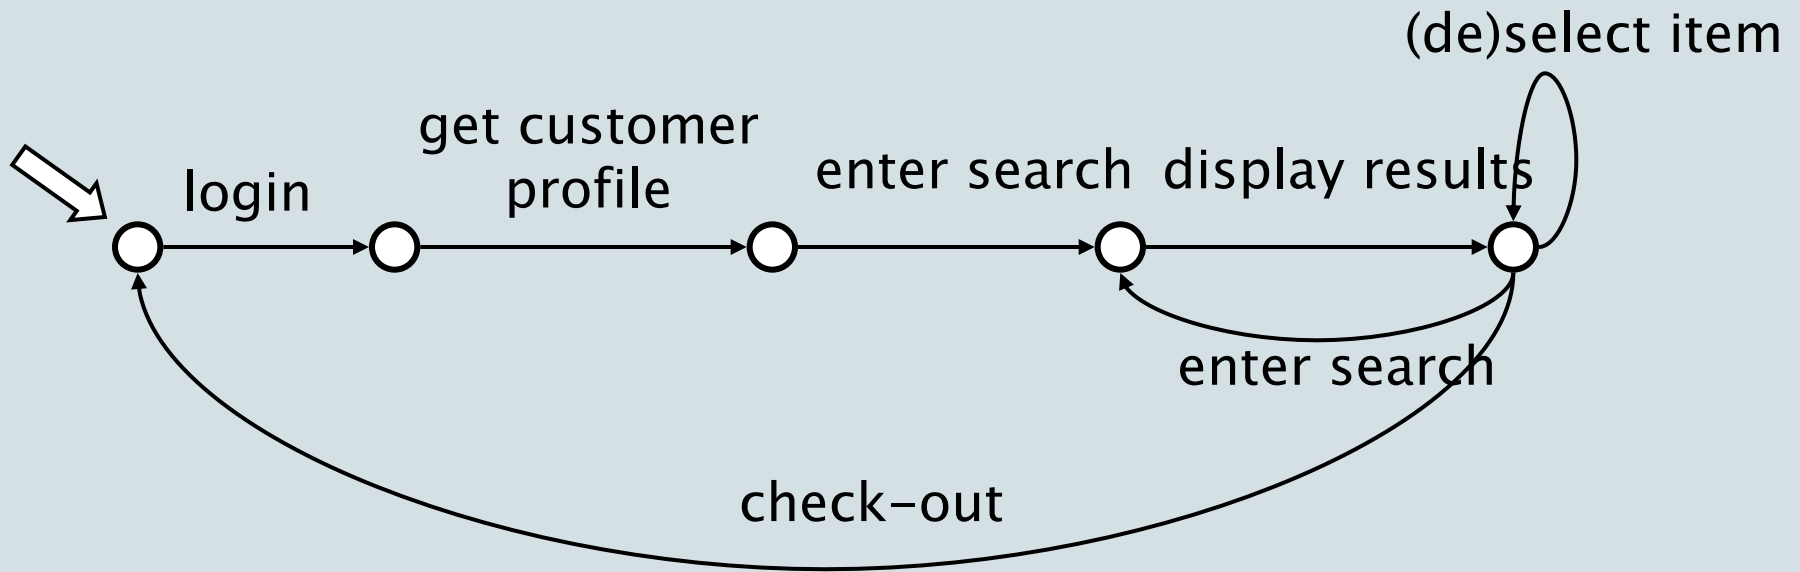 (de)select item
get customer
profile
login
enter search
display results
enter search
check-out